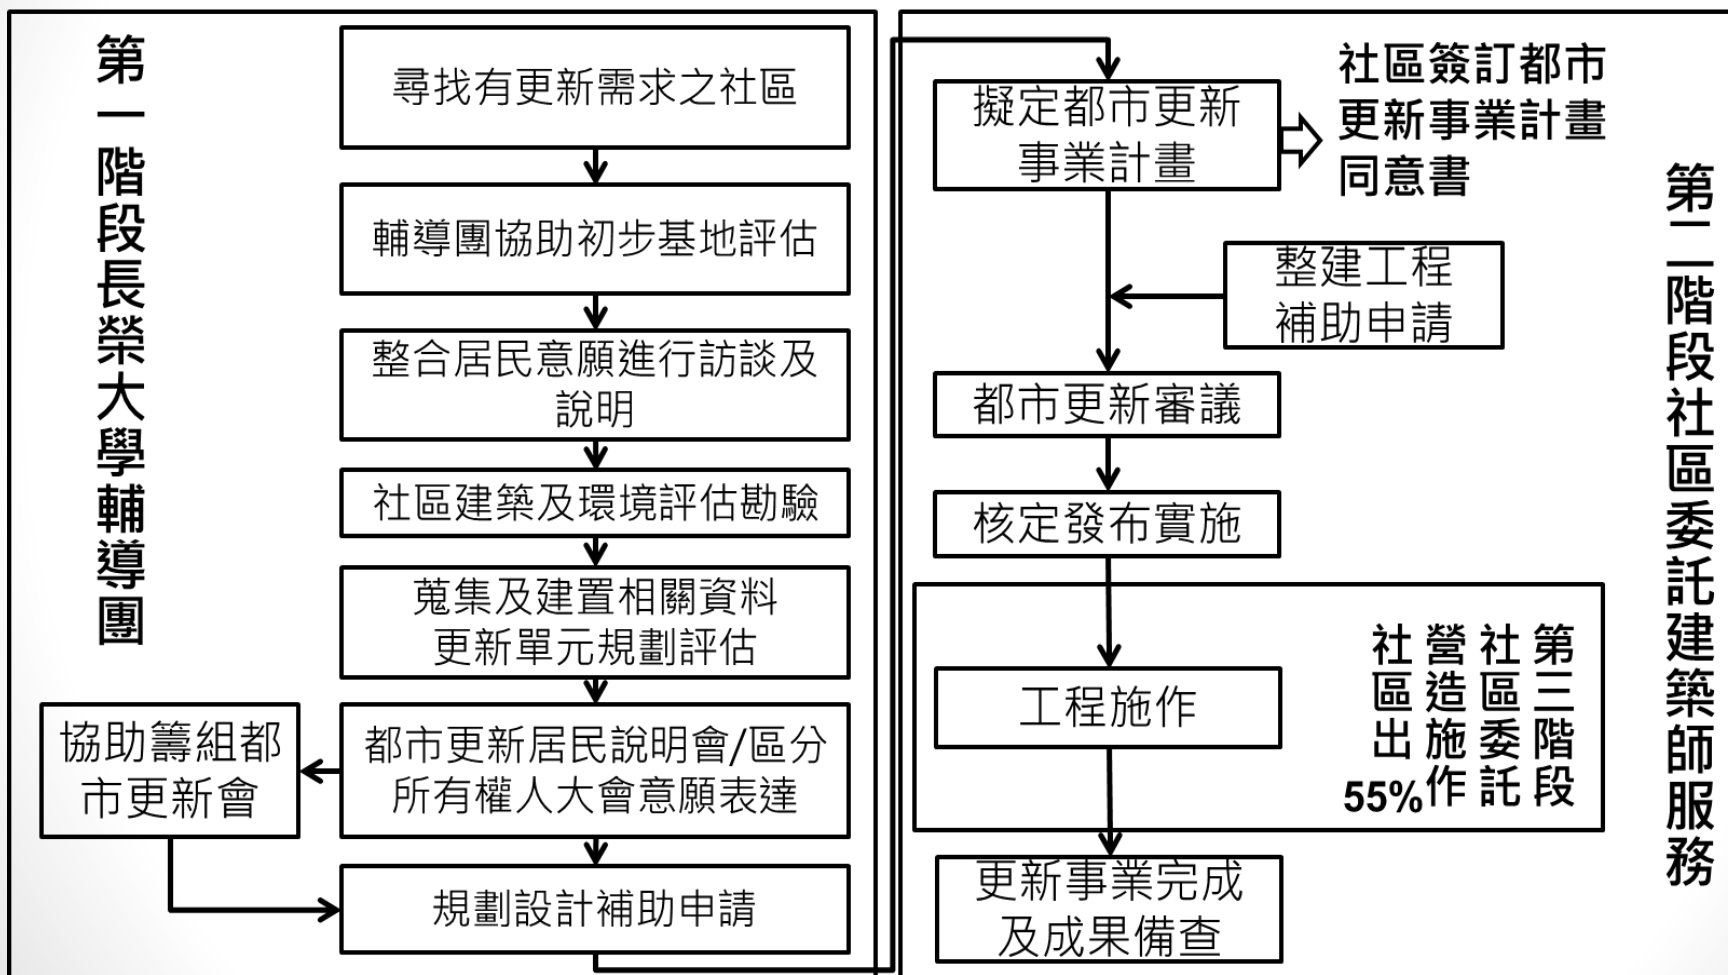 第一階段長榮大學輔導團
尋找有更新需求之社區
輔導團協助初步基地評估
整合居民意願進行訪談及
說明
社區建築及環境評估勘驗
蒐集及建置相關資料
更新單元規劃評估
都市更新居民說明會/區分
所有權人大會意願表達
協助籌組都
市更新會
規劃設計補助申請
擬定都市更新
事業計畫
社區簽訂都市
更新事業計畫
同意書
整建工程
補助申請
都市更新審議
核定發布實施
工程施作
第三階段
社區委託
營造施作
社區出55%
更新事業完成
及成果備查
第二階段社區委託建築師服務